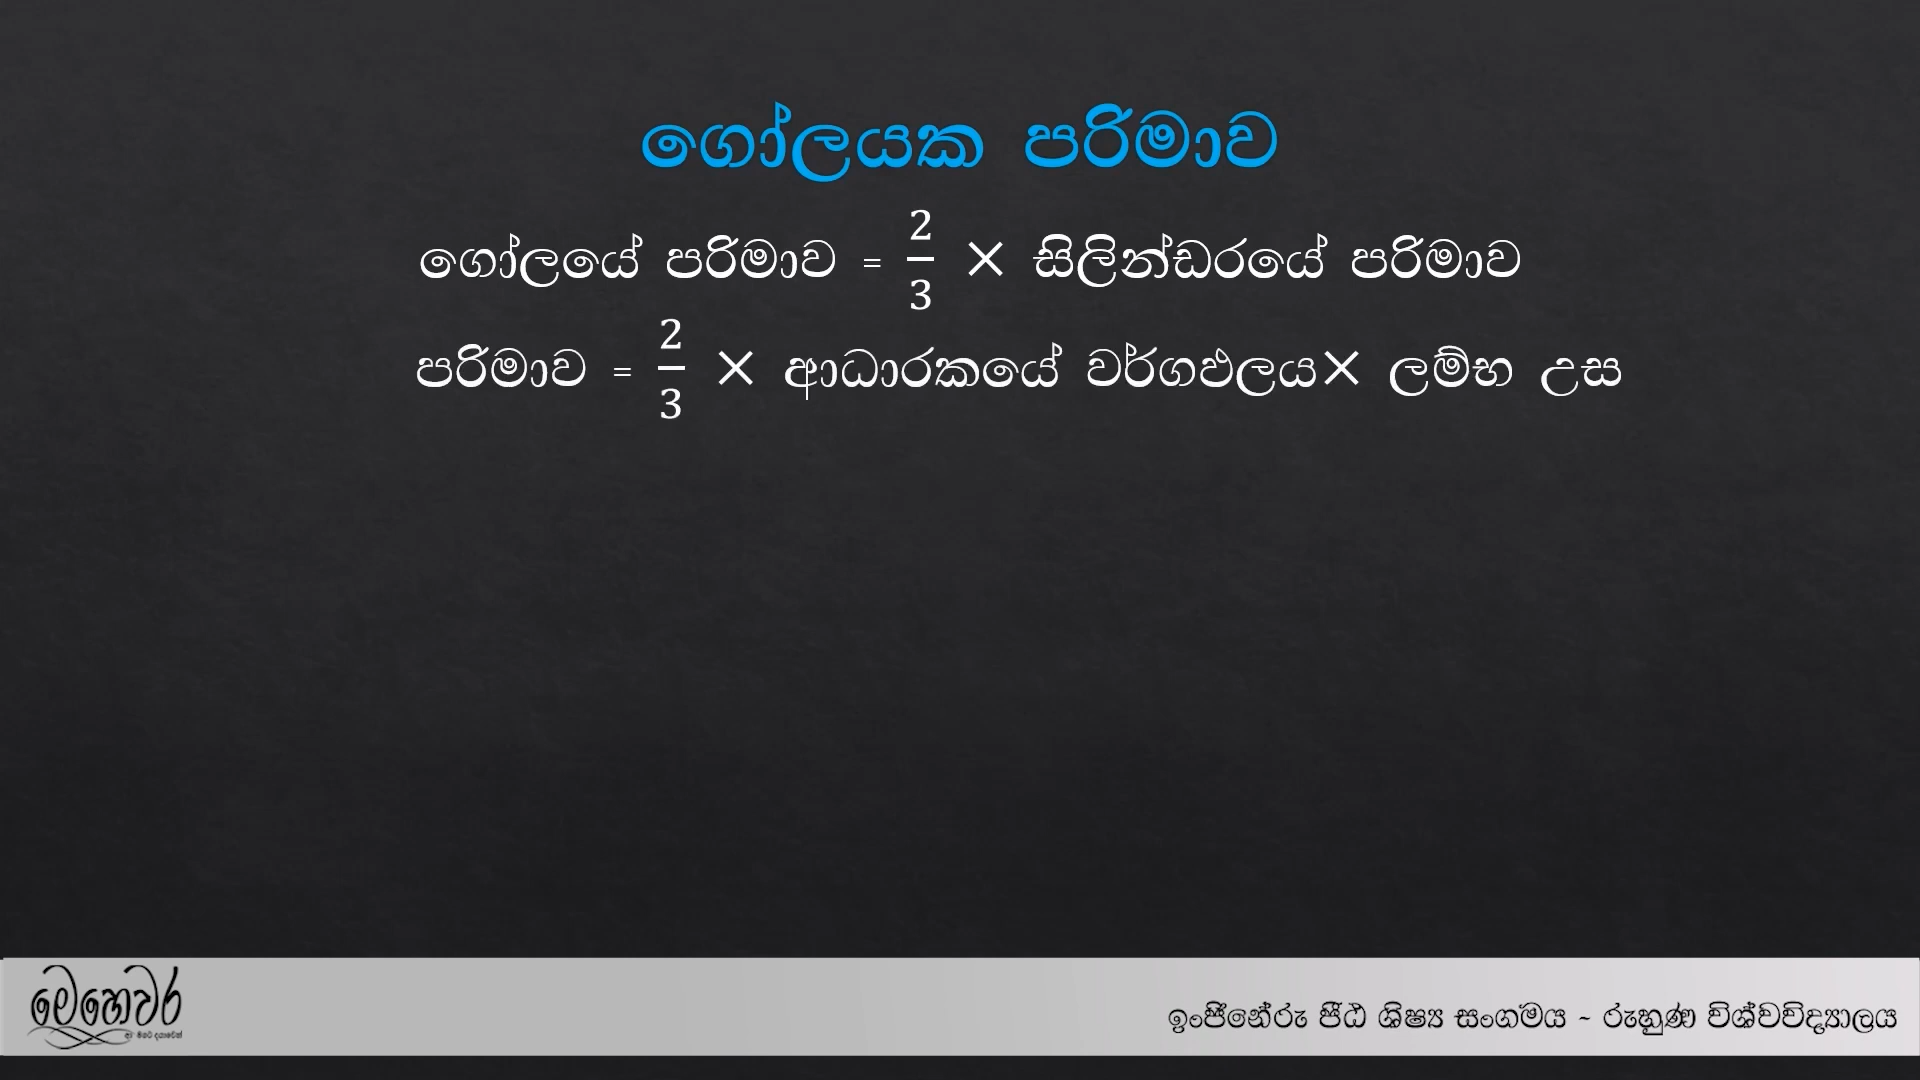 ගෝලයක පරිමාව
ගෝලයේ පරිමාව = 2/3 × සිලින්ඩරයේ පරිමාව
පරිමාව = 2/3 × ආධාරකයේ වර්ගඵලය× ලම්භ උස
මෙහෙවර
ඉංජිනේරු පීඨ ශිෂ්‍ය සංගමය ~ රුහුණ විශ්වවිද්‍යාලය